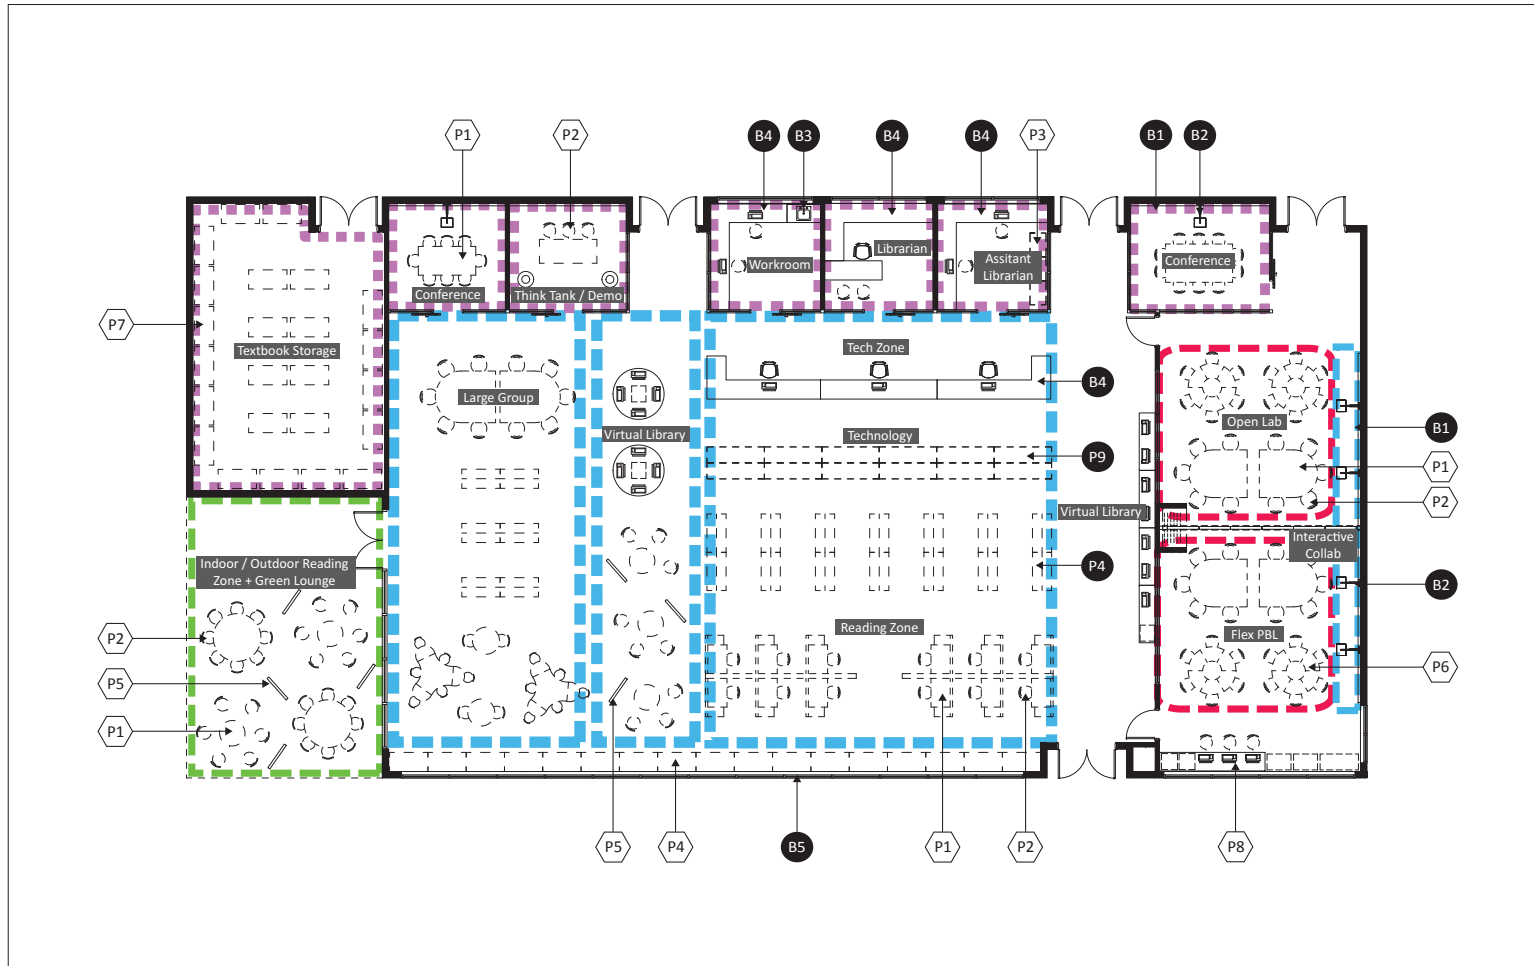 P1
P2
B4
B3
B4
B4
P3
B1
B2
Librarian
Workroom
Assitant
Librarian
Conference
Conference
Think Tank / Demo
P7
Textbook Storage
Tech Zone
B4
Large Group
Open Lab
B1
Virtual Library
Technology
P9
P1
P2
Virtual Library
Interactive
Collab
Indoor / Outdoor Reading
Zone + Green Lounge
P4
B2
P2
Reading Zone
Flex PBL
P6
P5
P1
P5
P4
B5
P1
P2
P8